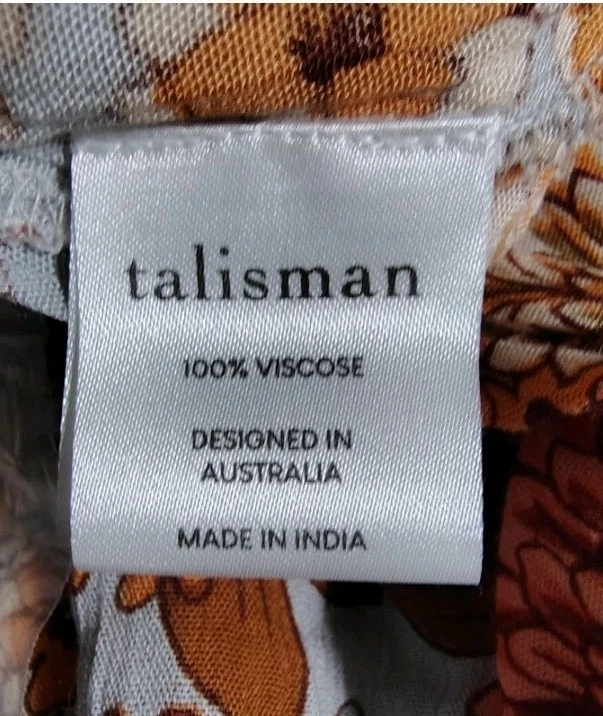 talisman
100% VISCOSE
DESIGNED IN
AUSTRALIA
MADE IN INDIA